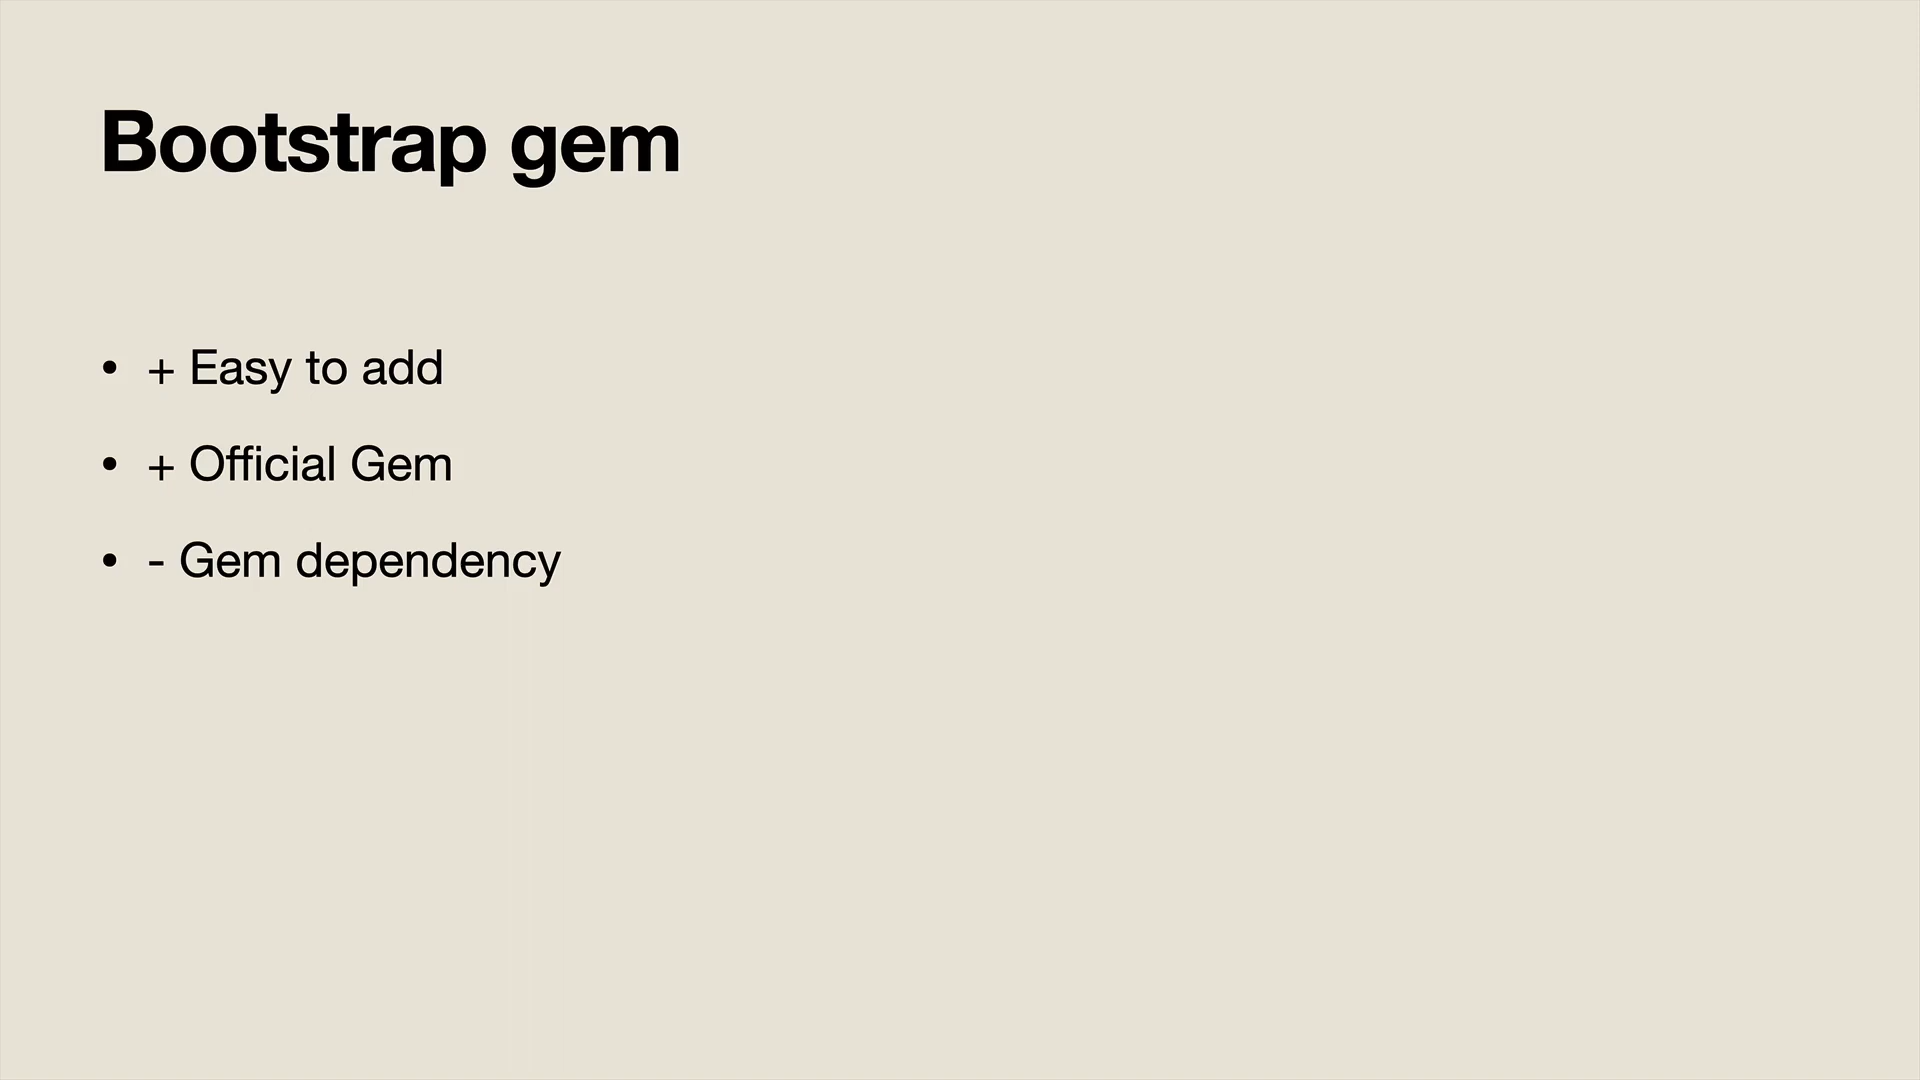 Bootstrap gem
• + Easy to add
• + Official Gem
• - Gem dependency